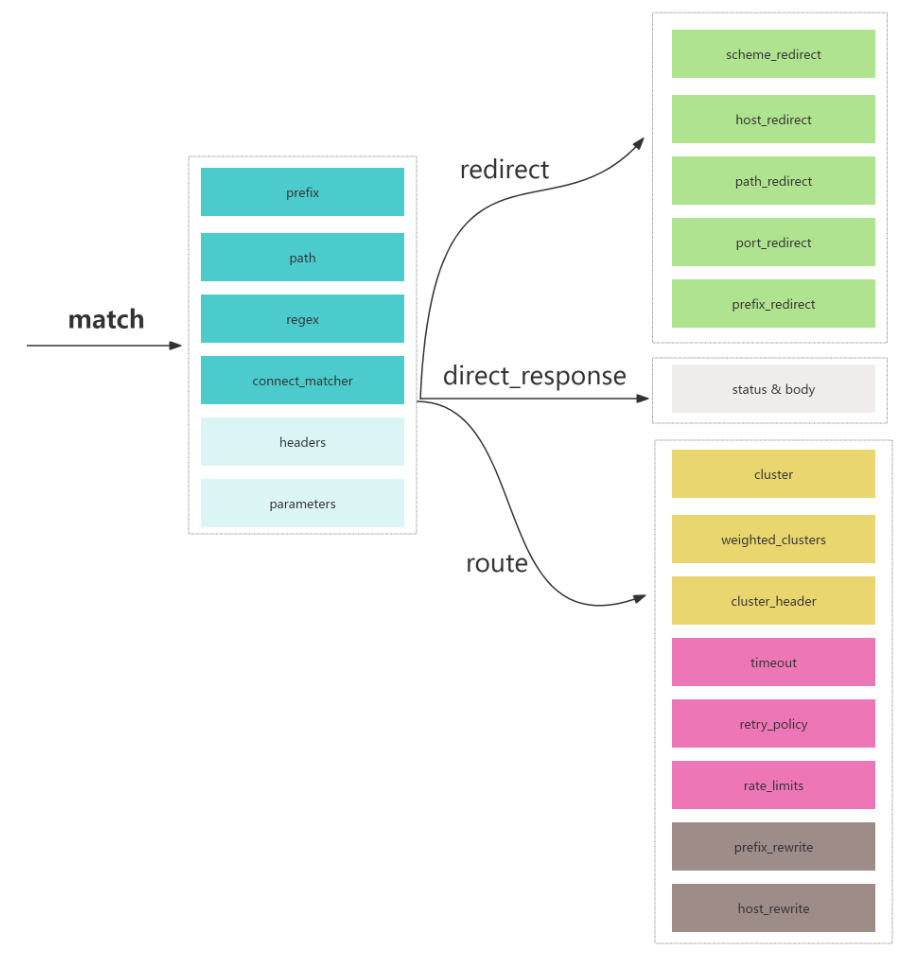 match
prefix
path
regex
connect_matcher
headers
parameters
redirect
direct_response
route
scheme_redirect
host_redirect
path_redirect
port_redirect
prefix_redirect
status & body
cluster
weighted_clusters
cluster_header
timeout
retry_policy
rate_limits
prefix_rewrite
host_rewrite